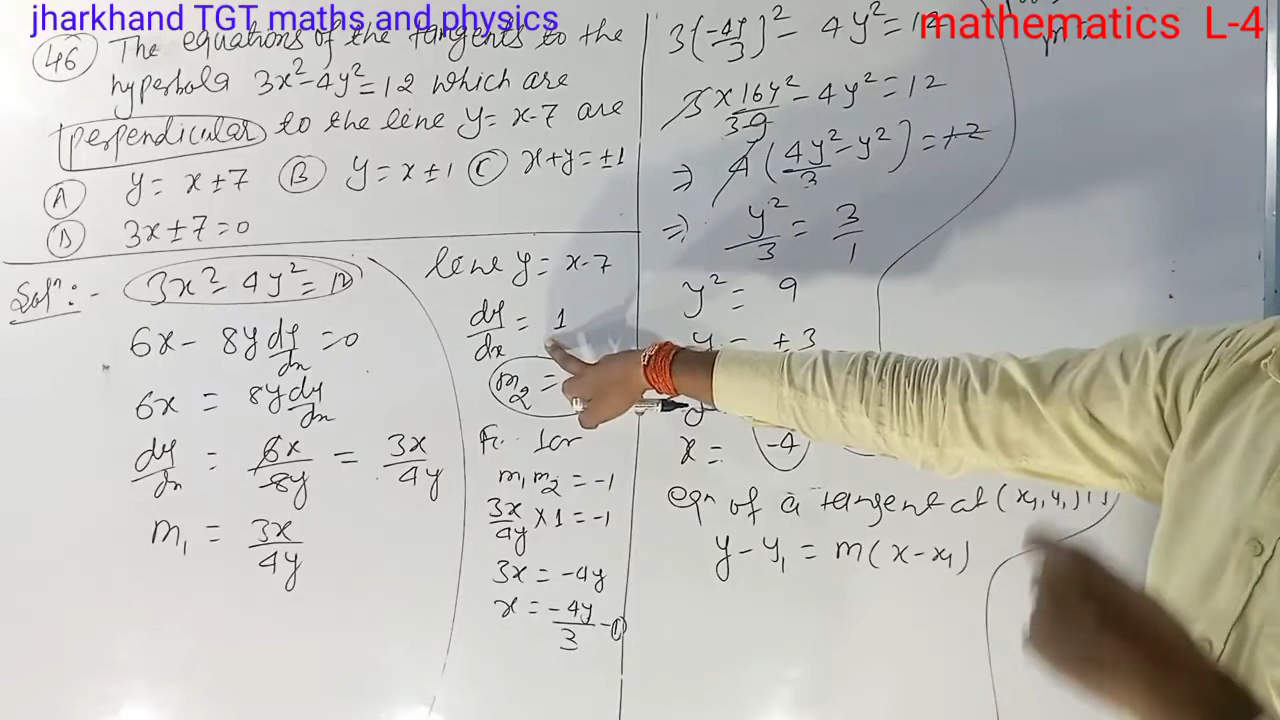 jharkhand TGT maths and physics
mathematics L-4
46 The equations of the tangents to the
hyperbola 3x²-4y²=12 which are
perpendicular to the line y=x-7 are
A y = x±7 B y=x±1 C x+y=±1
D 3x±7=0
Solⁿ:- 3x²-4y²=12
6x-8y dy/dx =0
6x = 8y dy/dx
dy/dx = 6x/8y = 3x/4y
m₁ = 3x/4y
line y=x-7
dy/dx = 1
m₂ =
m₁m₂=-1
3x/4y × 1=-1
3x=-4y
x=-4y/3 -①
3(-4y/3)² - 4y²=12
3×16y²/9 - 4y²=12
3
⇒ 4(4y²/3 - y²)=12
⇒ y²/3 = 3/1
y² = 9
y = ±3
x = -4
eqn of a tangent at (x₁,y₁)
y-y₁ = m(x-x₁)
m =